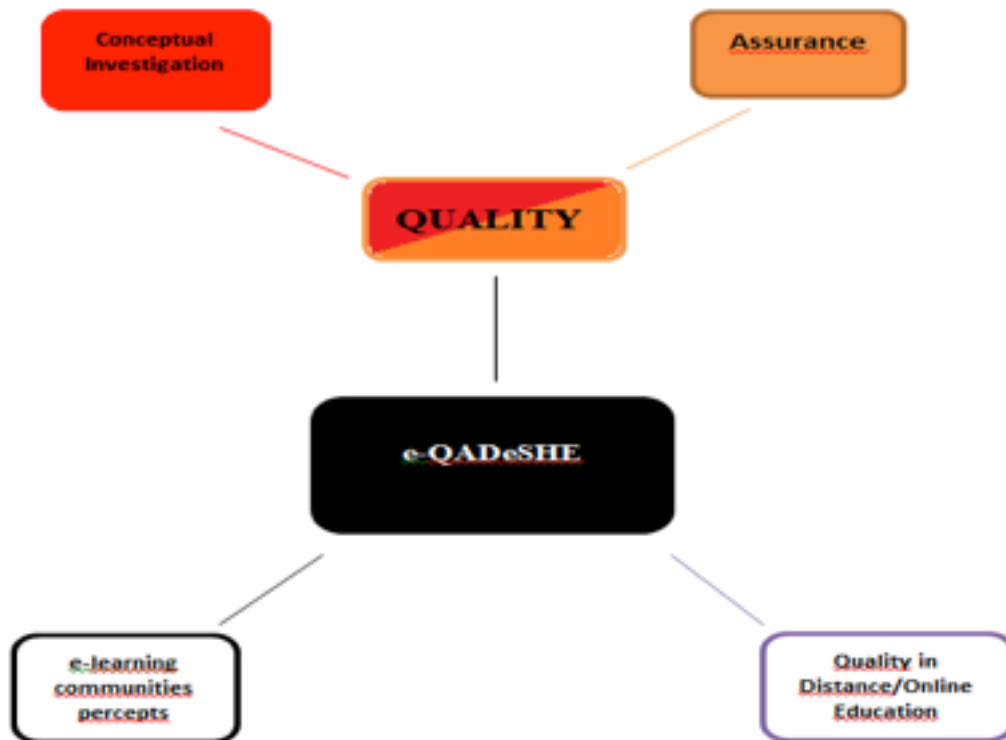 Conceptual
Investigation
Assurance
QUALITY
e-QADeSHE
e-learning
communities
percepts
Quality in
Distance/Online
Education